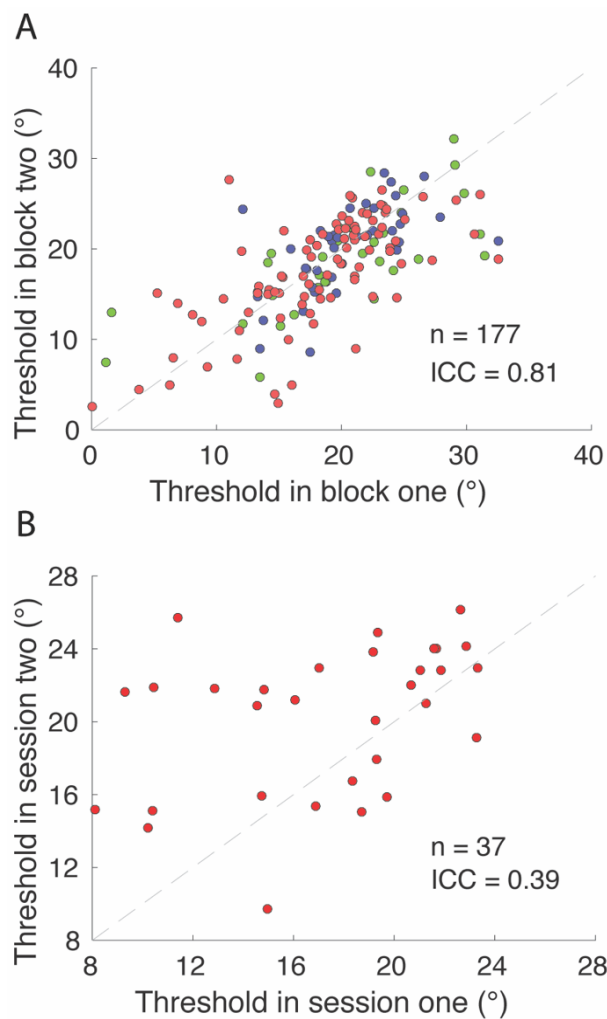 A
Threshold in block two (°)
40
30
20
10
0
n = 177
ICC = 0.81
0 10 20 30 40
Threshold in block one (°)
B
Threshold in session two (°)
28
24
20
16
12
8
n = 37
ICC = 0.39
8 12 16 20 24 28
Threshold in session one (°)